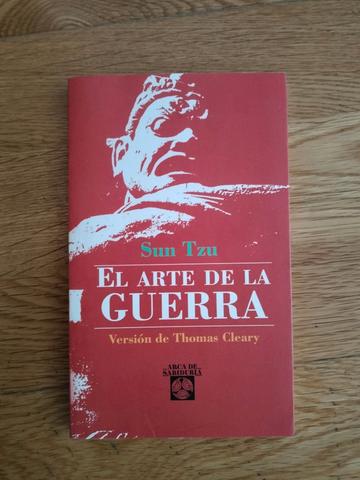 Sun Tzu
EL ARTE DE LA
GUERRA
Versión de Thomas Cleary
ARCA DE
SABIDURÍA